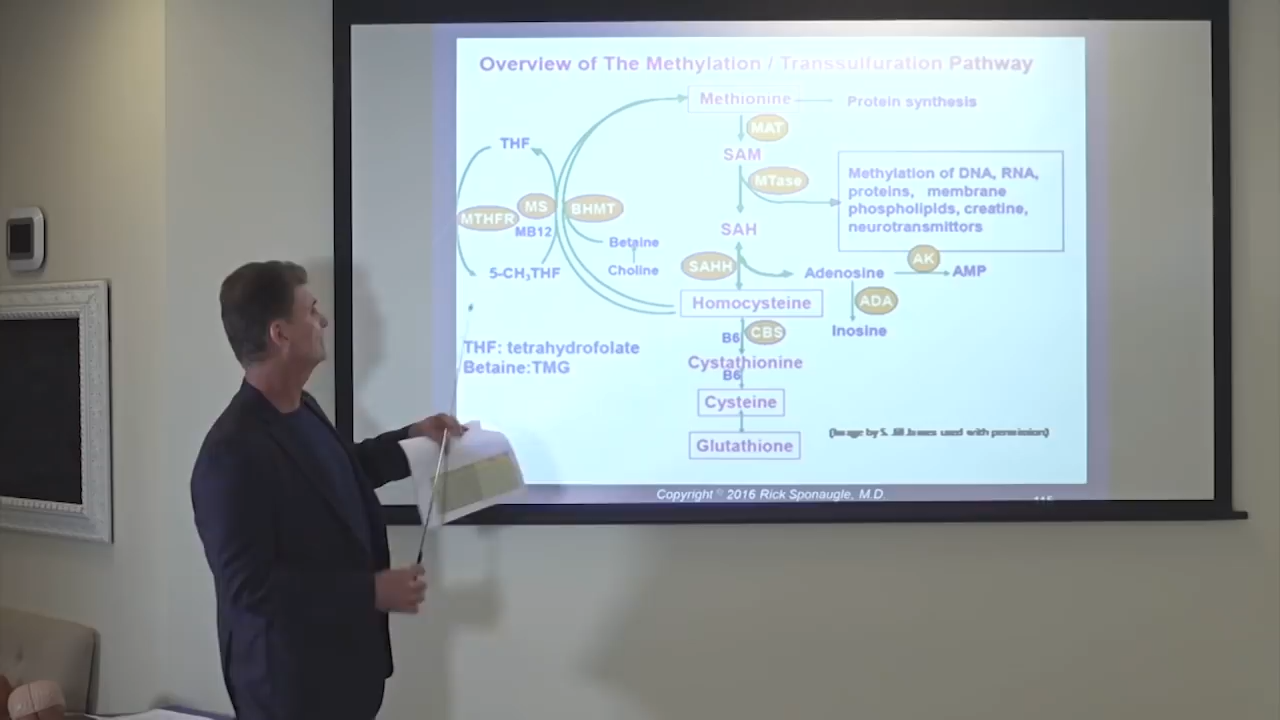 Overview of The Methylation / Transsulfuration Pathway
Methionine
Protein synthesis
MAT
THF
SAM
MTase
Methylation of DNA, RNA,
proteins, membrane
phospholipids, creatine,
neurotransmittors
MS
BHMT
MTHFR
MB12
SAH
Betaine
Choline
5-CH₃THF
SAHH
Adenosine
AK
AMP
Homocysteine
ADA
Inosine
B6
CBS
THF: tetrahydrofolate
Betaine:TMG
Cystathionine
B6
Cysteine
Glutathione
(Image by S. Jill James used with permission)
Copyright © 2016 Rick Sponaugle, M.D.